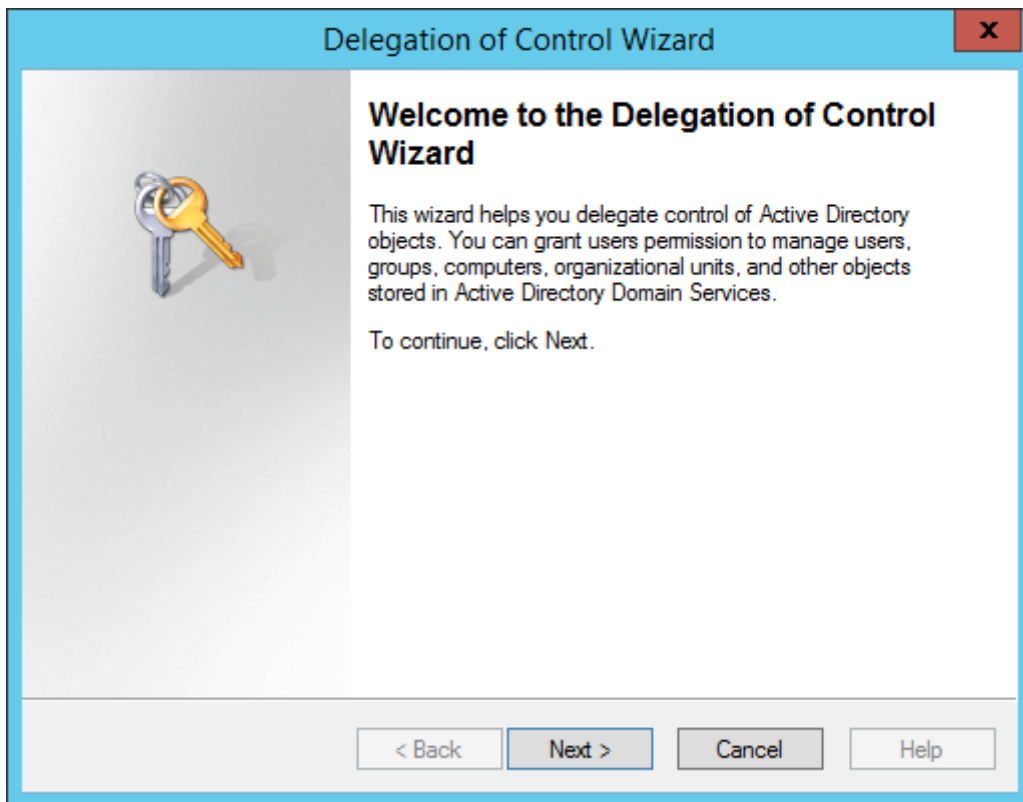 Delegation of Control Wizard
x
Welcome to the Delegation of Control
Wizard
This wizard helps you delegate control of Active Directory
objects. You can grant users permission to manage users,
groups, computers, organizational units, and other objects
stored in Active Directory Domain Services.
To continue, click Next.
< Back
Next >
Cancel
Help